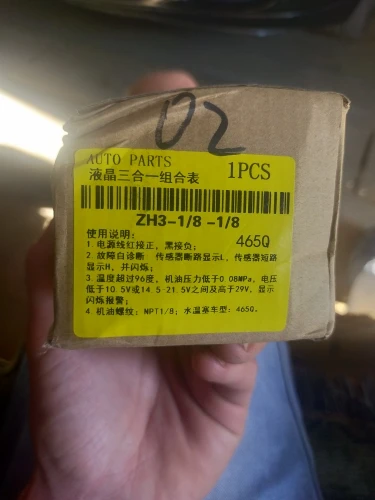 02
AUTO PARTS
1PCS
液晶三合一组合表
ZH3-1/8 -1/8
使用说明:
465Q
1. 电源线红接正, 黑接负;
2. 故障自诊断 传感器断路显示L, 传感器短路
显示H, 并闪烁;
3. 温度超过96度, 机油压力低于0.08MPa, 电压
低于10.5V或14.5-21.5V之间及高于29V, 显示
闪烁报警;
4. 机油螺纹: NPT1/8; 水温塞车型: 465Q。